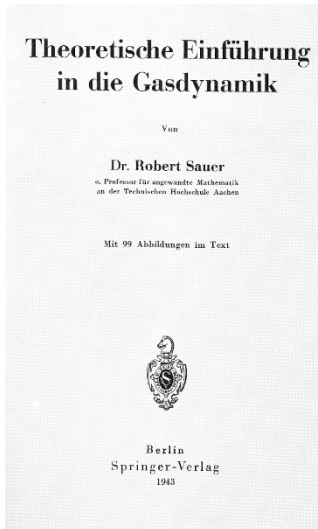 Theoretische Einführung
in die Gasdynamik
Von
Dr. Robert Sauer
o. Professor für angewandte Mathematik
an der Technischen Hochschule Aachen
Mit 99 Abbildungen im Text
S
Berlin
Springer-Verlag
1943